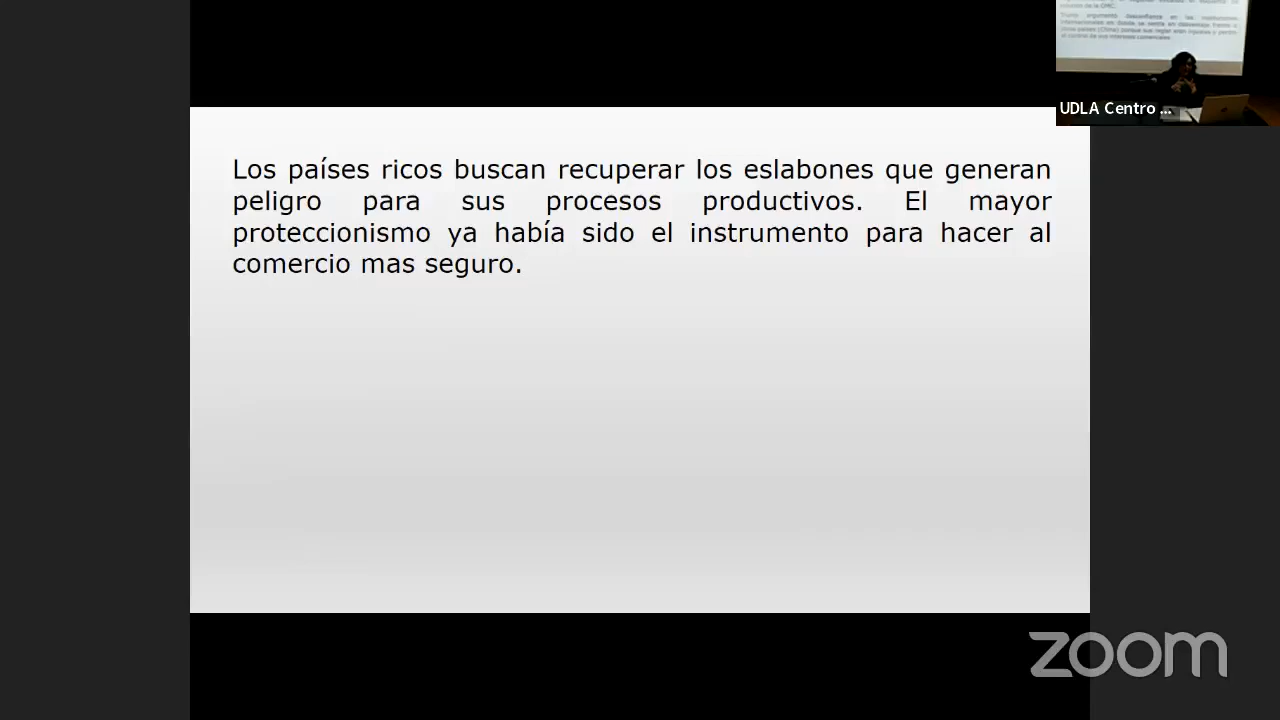 UDLA Centro ...
Los países ricos buscan recuperar los eslabones que generan
peligro para sus procesos productivos. El mayor
proteccionismo ya había sido el instrumento para hacer al
comercio mas seguro.
zoom